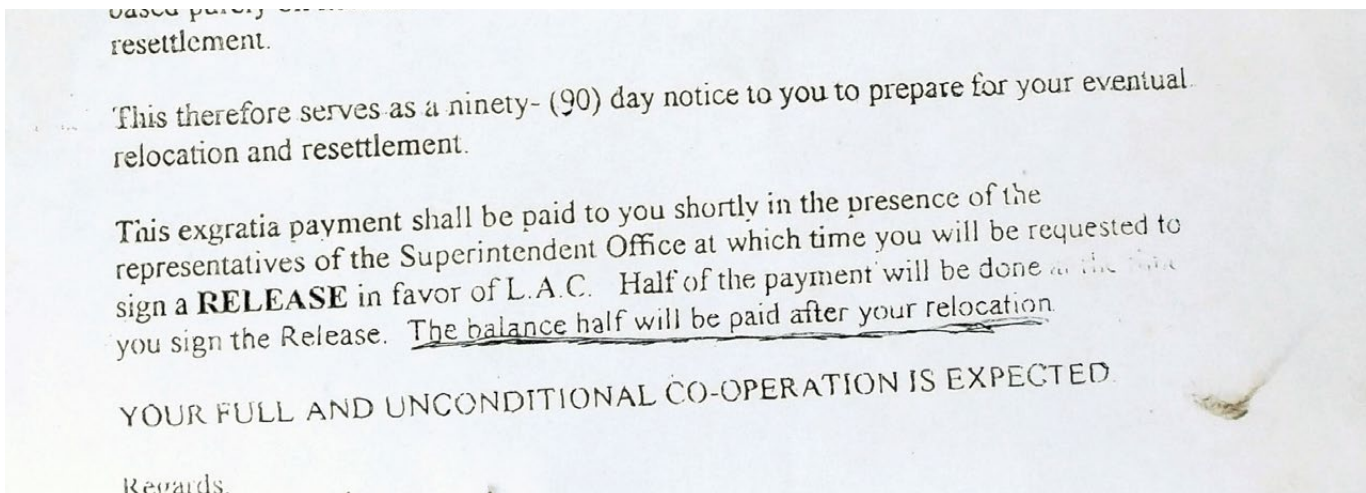 resettlement.
This therefore serves as a ninety- (90) day notice to you to prepare for your eventual
relocation and resettlement.
This exgratia payment shall be paid to you shortly in the presence of the
representatives of the Superintendent Office at which time you will be requested to
sign a RELEASE in favor of L.A.C. Half of the payment will be done at the time
you sign the Release. The balance half will be paid after your relocation
YOUR FULL AND UNCONDITIONAL CO-OPERATION IS EXPECTED.
Regards,